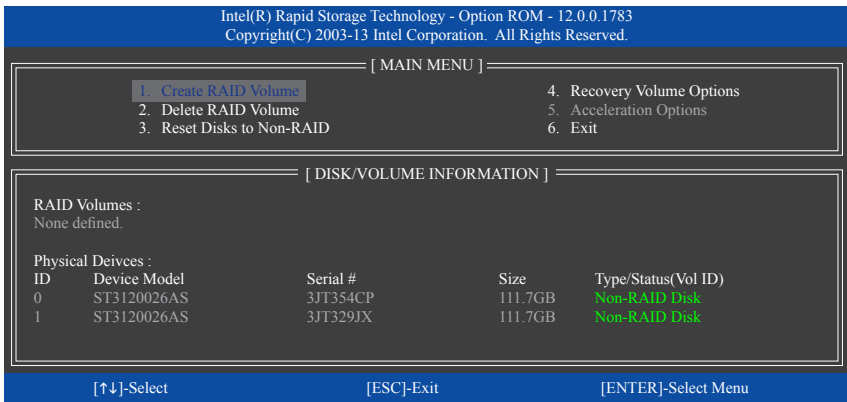 Intel(R) Rapid Storage Technology - Option ROM - 12.0.0.1783
Copyright(C) 2003-13 Intel Corporation. All Rights Reserved.
[ MAIN MENU ]
1. Create RAID Volume
2. Delete RAID Volume
3. Reset Disks to Non-RAID
4. Recovery Volume Options
5. Acceleration Options
6. Exit
[ DISK/VOLUME INFORMATION ]
RAID Volumes :
None defined.
Physical Deivces :
ID Device Model Serial # Size Type/Status(Vol ID)
0 ST3120026AS 3JT354CP 111.7GB Non-RAID Disk
1 ST3120026AS 3JT329JX 111.7GB Non-RAID Disk
[↑↓]-Select [ESC]-Exit [ENTER]-Select Menu